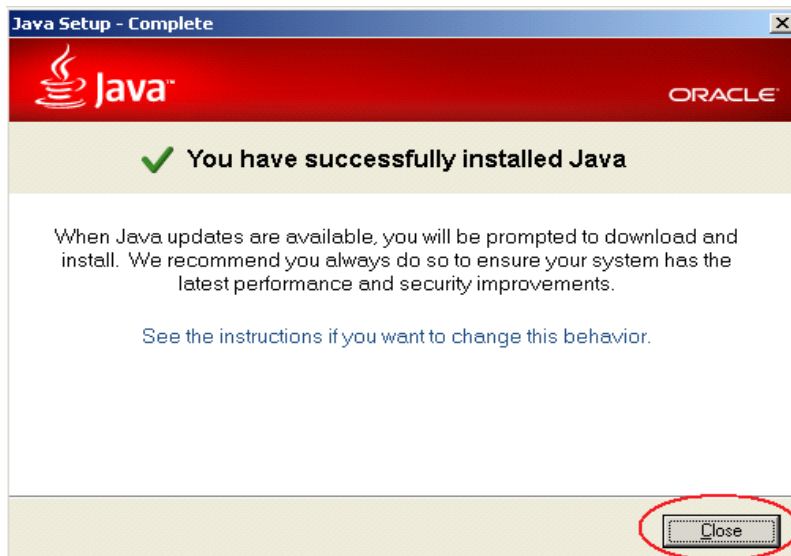 Java Setup - Complete
Java™
ORACLE
You have successfully installed Java
When Java updates are available, you will be prompted to download and
install. We recommend you always do so to ensure your system has the
latest performance and security improvements.
See the instructions if you want to change this behavior.
Close